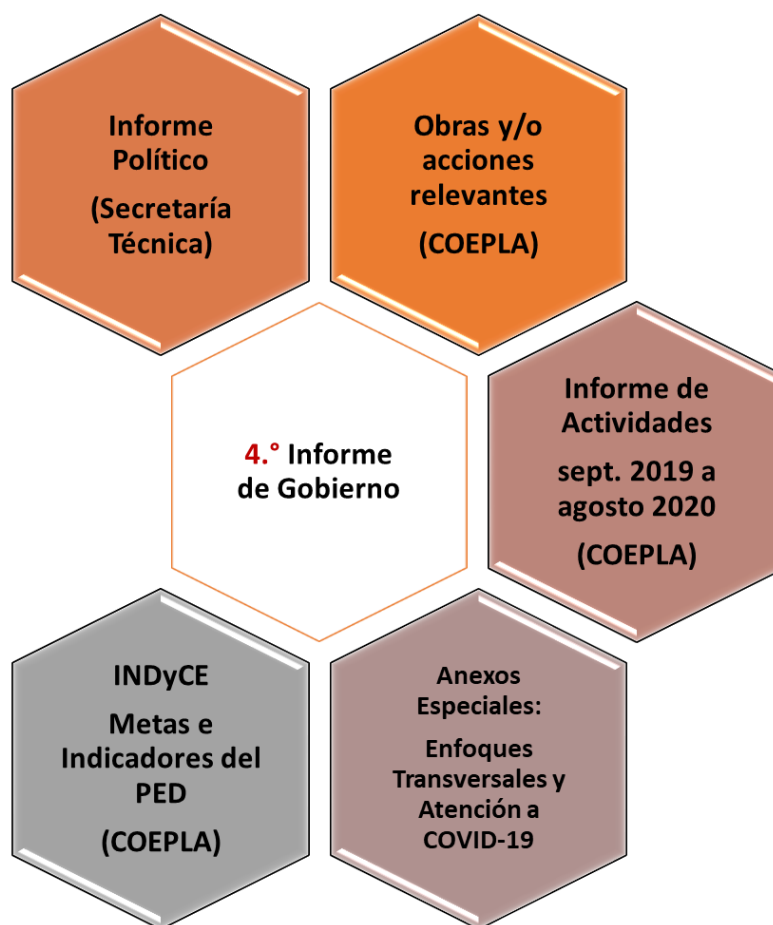 Informe
Político
(Secretaría
Técnica)
Obras y/o
acciones
relevantes
(COEPLA)
Informe de
Actividades
sept. 2019 a
agosto 2020
(COEPLA)
4.° Informe
de Gobierno
INDyCE
Metas e
Indicadores del
PED
(COEPLA)
Anexos
Especiales:
Enfoques
Transversales y
Atención a
COVID-19